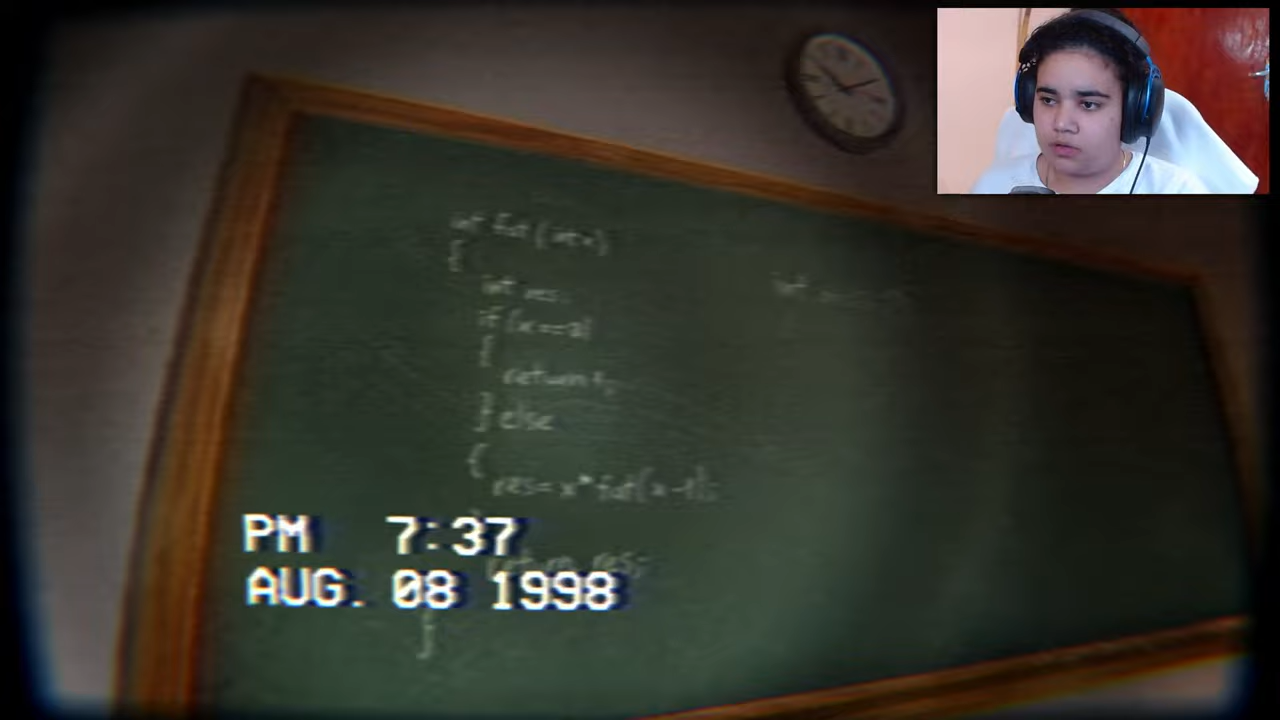 int fat(int x)
{
int res;
if (x==0)
{
return 1;
} else
{
res= x* fat(x-1);
}
return res;
}
int
PM 7:37
AUG. 08 1998